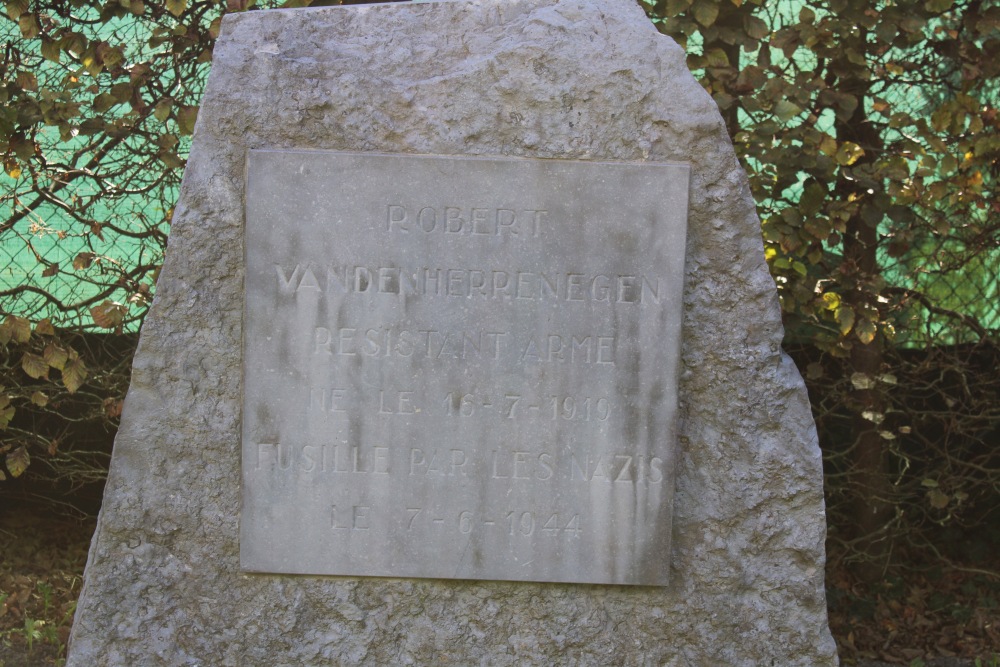 ROBERT
VANDENHERRENEGEN
RESISTANT ARME
NE LE 16-7-1919
FUSILLE PAR LES NAZIS
LE 7-6-1944